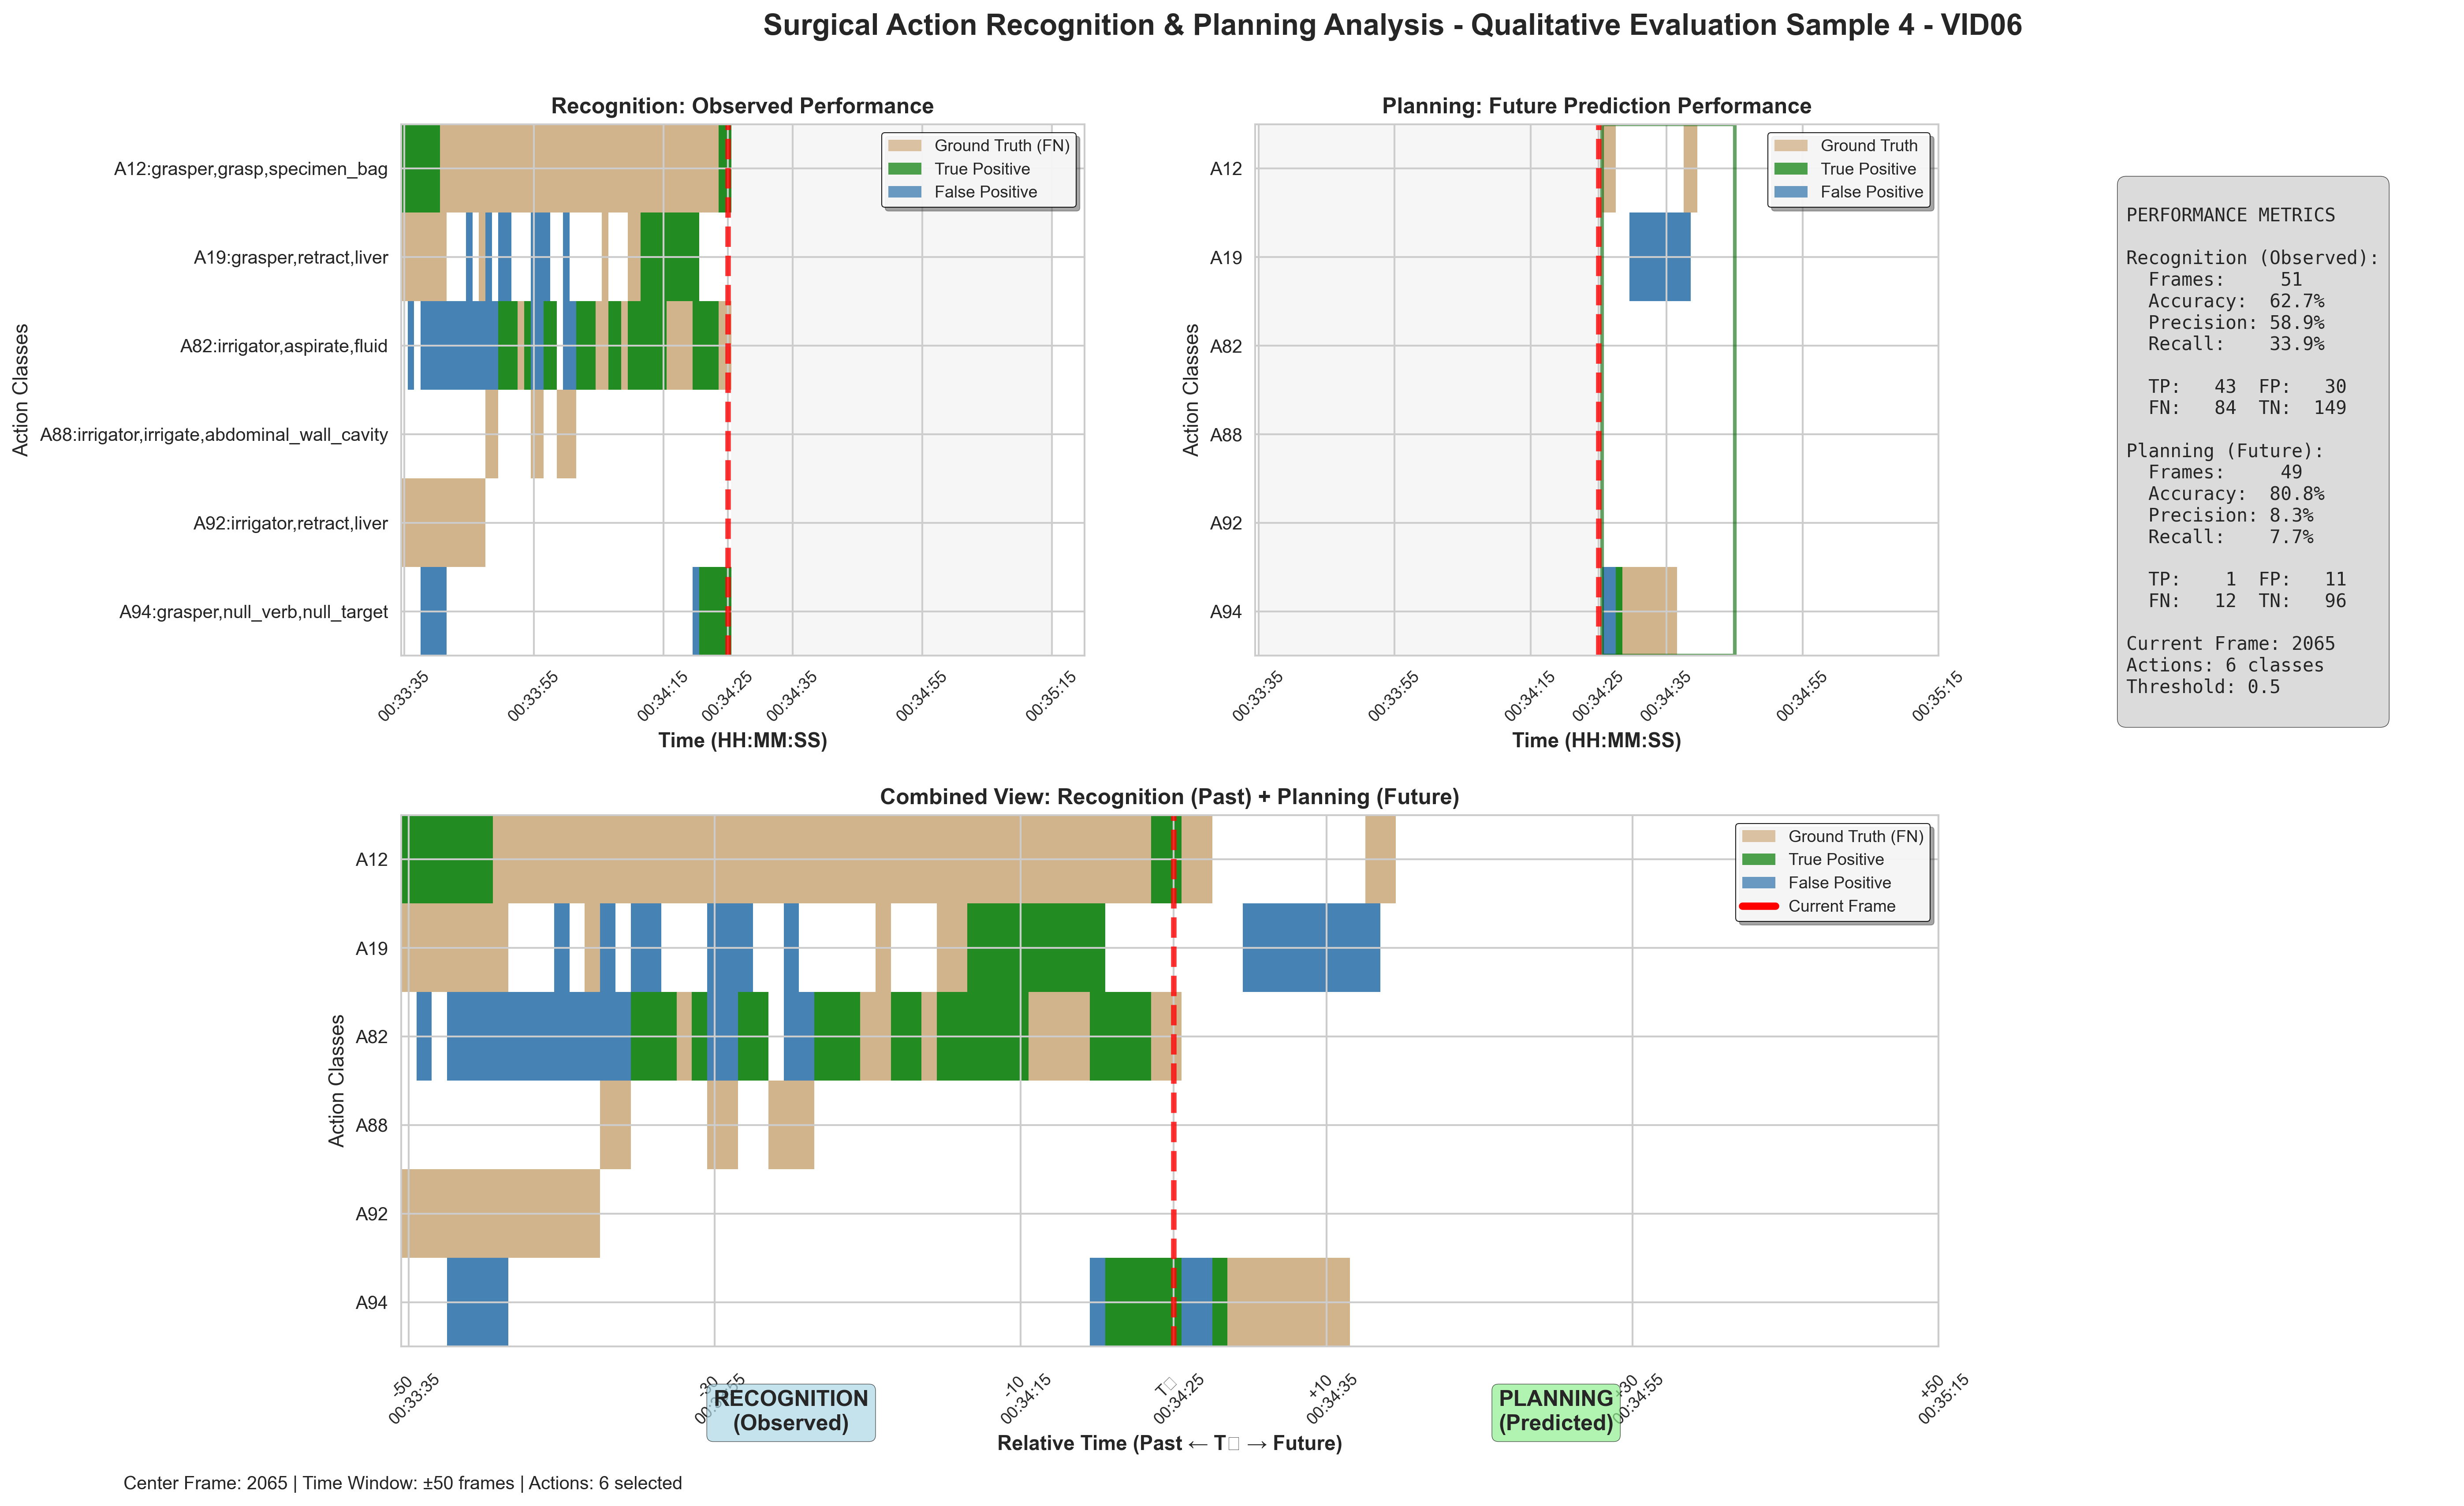 Surgical Action Recognition & Planning Analysis - Qualitative Evaluation Sample 4 - VID06
Recognition: Observed Performance
Action Classes
A12:grasper,grasp,specimen_bag
A19:grasper,retract,liver
A82:irrigator,aspirate,fluid
A88:irrigator,irrigate,abdominal_wall_cavity
A92:irrigator,retract,liver
A94:grasper,null_verb,null_target
Ground Truth (FN)
True Positive
False Positive
00:33:35
00:33:55
00:34:15
00:34:25
00:34:35
00:34:55
00:35:15
Time (HH:MM:SS)
Planning: Future Prediction Performance
Action Classes
A12
A19
A82
A88
A92
A94
Ground Truth
True Positive
False Positive
00:33:35
00:33:55
00:34:15
00:34:25
00:34:35
00:34:55
00:35:15
Time (HH:MM:SS)
PERFORMANCE METRICS
Recognition (Observed):
Frames: 51
Accuracy: 62.7%
Precision: 58.9%
Recall: 33.9%
TP: 43 FP: 30
FN: 84 TN: 149
Planning (Future):
Frames: 49
Accuracy: 80.8%
Precision: 8.3%
Recall: 7.7%
TP: 1 FP: 11
FN: 12 TN: 96
Current Frame: 2065
Actions: 6 classes
Threshold: 0.5
Combined View: Recognition (Past) + Planning (Future)
Action Classes
A12
A19
A82
A88
A92
A94
Ground Truth (FN)
True Positive
False Positive
Current Frame
-50
00:33:35
-30
-10
00:34:15
T□
00:34:25
+10
00:34:35
+30
00:34:55
+50
00:35:15
RECOGNITION
(Observed)
PLANNING
(Predicted)
Relative Time (Past ← T□ → Future)
Center Frame: 2065 | Time Window: ±50 frames | Actions: 6 selected